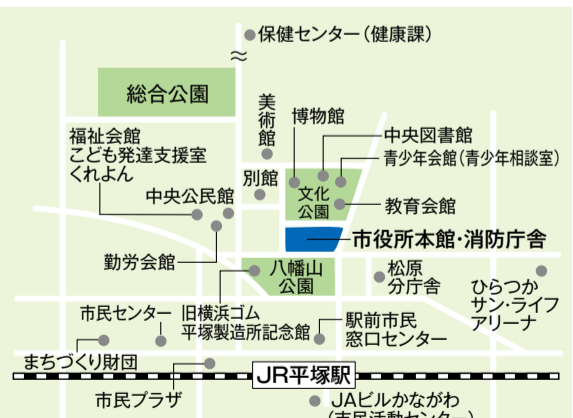 保健センター（健康課）
総合公園
美術館
博物館
中央図書館
青少年会館（青少年相談室）
福祉会館
こども発達支援室
くれよん
中央公民館
別館
文化
公園
教育会館
市役所本館・消防庁舎
勤労会館
八幡山
公園
松原
分庁舎
ひらつか
サン・ライフ
アリーナ
市民センター
旧横浜ゴム
平塚製造所記念館
駅前市民
窓口センター
まちづくり財団
JR平塚駅
市民プラザ
JAビルかながわ
（市民活動センター）